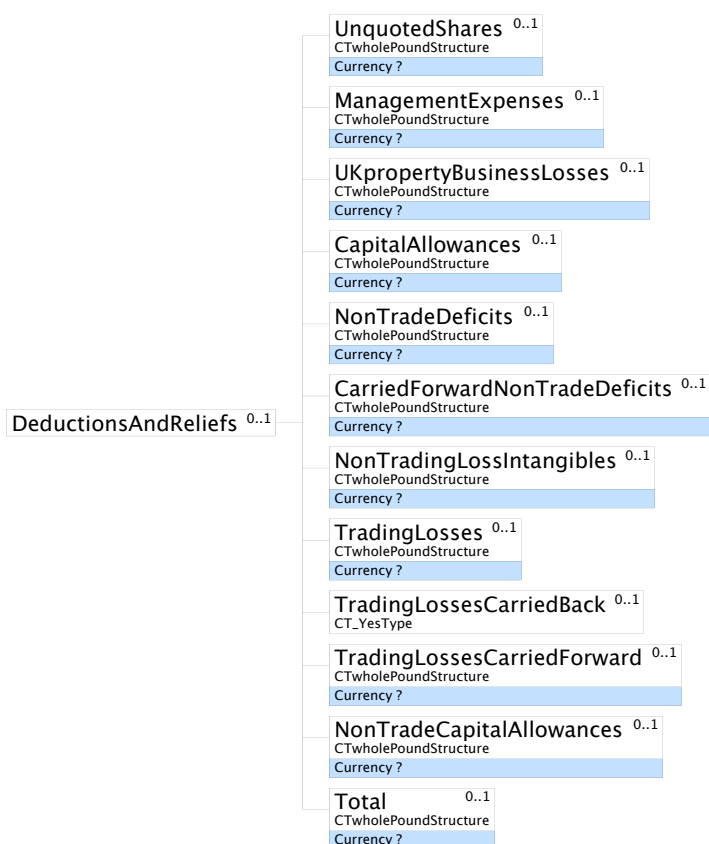 UnquotedShares 0..1
CTwholePoundStructure
Currency ?
ManagementExpenses 0..1
CTwholePoundStructure
Currency ?
UKpropertyBusinessLosses 0..1
CTwholePoundStructure
Currency ?
CapitalAllowances 0..1
CTwholePoundStructure
Currency ?
NonTradeDeficits 0..1
CTwholePoundStructure
Currency ?
CarriedForwardNonTradeDeficits 0..1
CTwholePoundStructure
Currency ?
DeductionsAndReliefs 0..1
NonTradingLossIntangibles 0..1
CTwholePoundStructure
Currency ?
TradingLosses 0..1
CTwholePoundStructure
Currency ?
TradingLossesCarriedBack 0..1
CT_YesType
TradingLossesCarriedForward 0..1
CTwholePoundStructure
Currency ?
NonTradeCapitalAllowances 0..1
CTwholePoundStructure
Currency ?
Total 0..1
CTwholePoundStructure
Currency ?